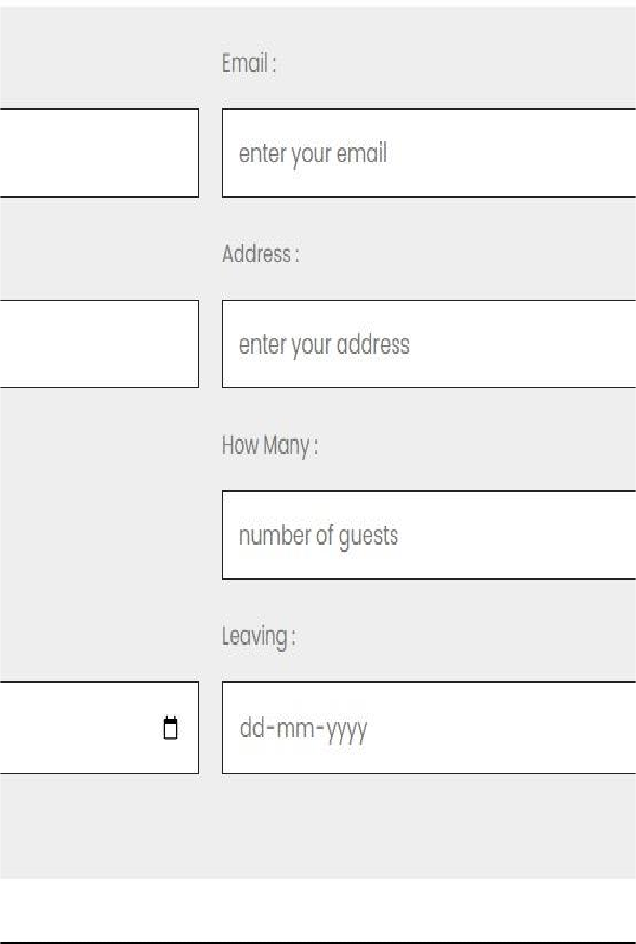 Email :
enter your email
Address :
enter your address
How Many :
number of guests
Leaving :
dd-mm-yyyy